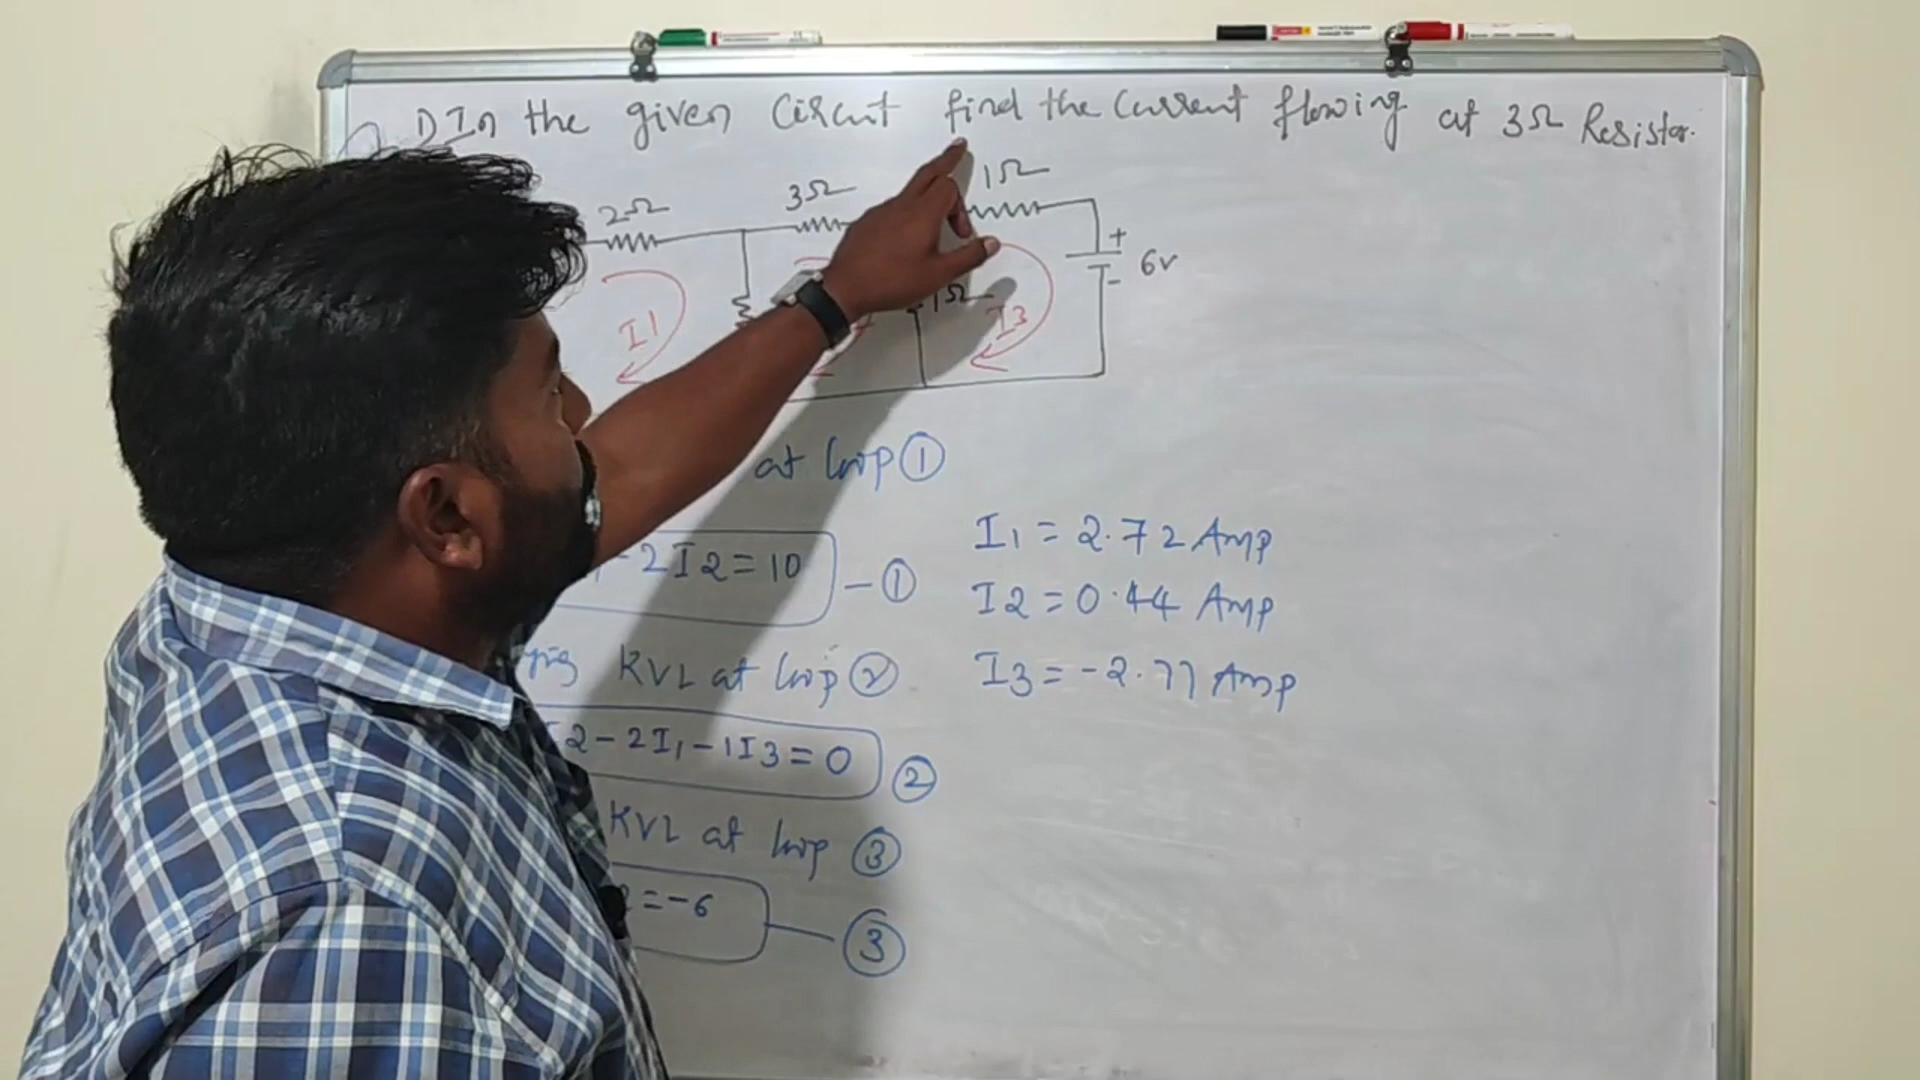 1) In the given Circut find the Current flowing at 3Ω Resistor.
2Ω 3Ω 1Ω
+
6v
-
1Ω
I1 I3
at loop ①
-2I2=10 -①
KVL at loop ②
2-2I1-1I3=0 ②
KVL at loop ③
=-6 ③
I1=2.72 Amp
I2=0.44 Amp
I3=-2.77 Amp